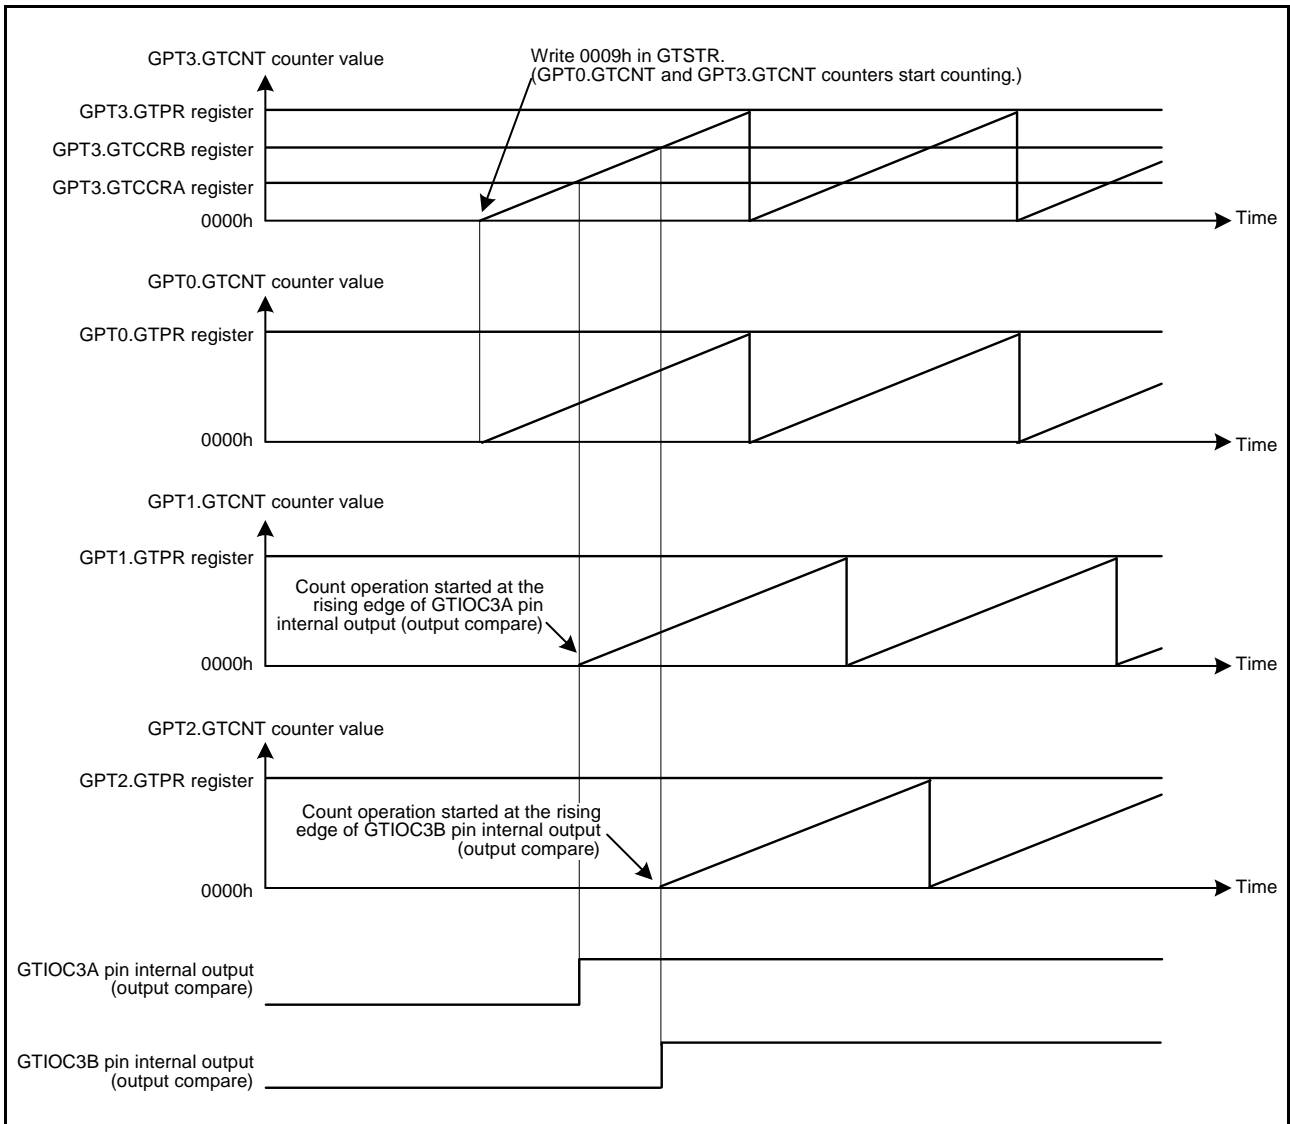 GPT3.GTCNT counter value
Write 0009h in GTSTR.
(GPT0.GTCNT and GPT3.GTCNT counters start counting.)
GPT3.GTPR register
GPT3.GTCCRB register
GPT3.GTCCRA register
0000h
Time
GPT0.GTCNT counter value
GPT0.GTPR register
0000h
Time
GPT1.GTCNT counter value
GPT1.GTPR register
Count operation started at the
rising edge of GTIOC3A pin
internal output (output compare)
0000h
Time
GPT2.GTCNT counter value
GPT2.GTPR register
Count operation started at the rising
edge of GTIOC3B pin internal output
(output compare)
0000h
Time
GTIOC3A pin internal output
(output compare)
GTIOC3B pin internal output
(output compare)